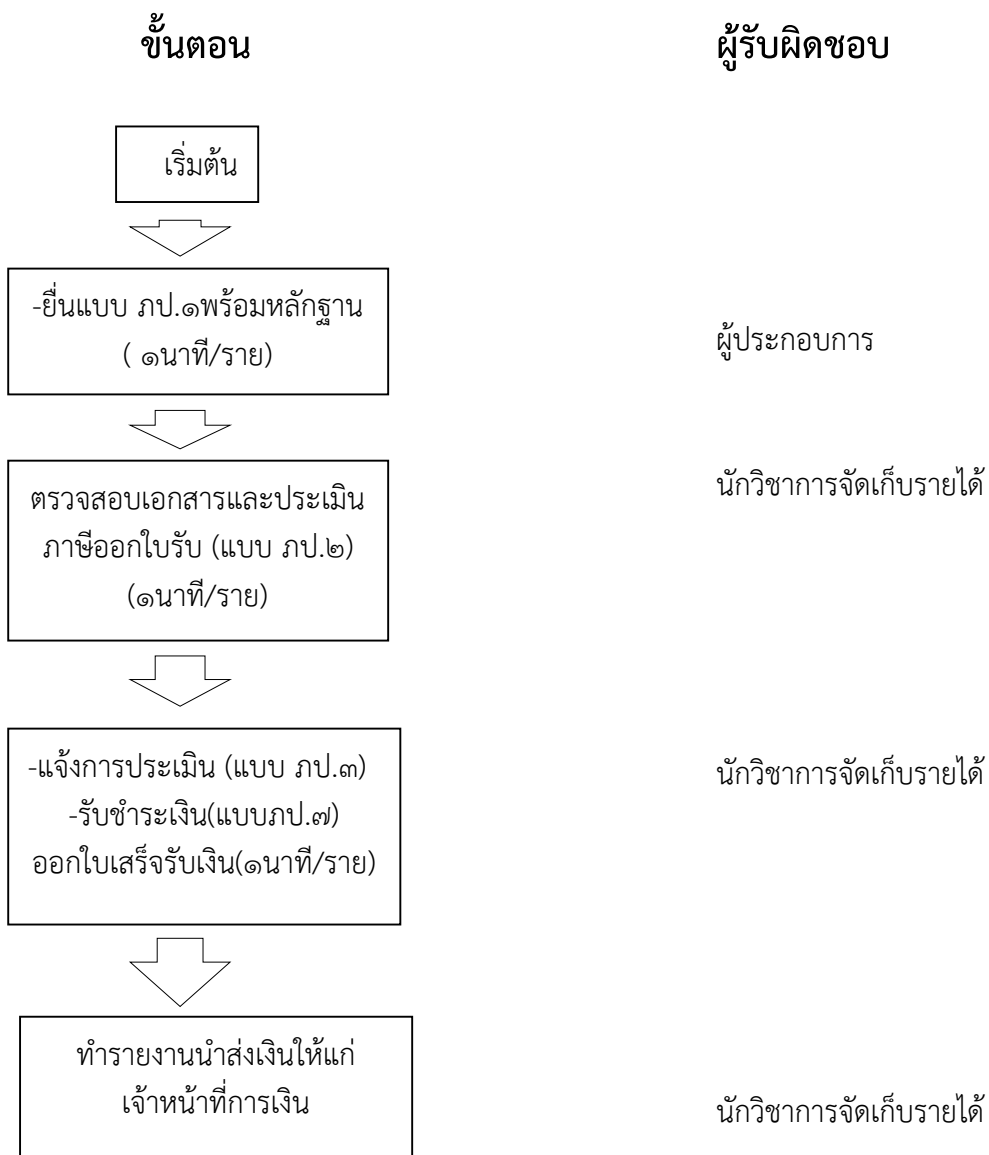 ขั้นตอน ผู้รับผิดชอบ
เริ่มต้น
-ยื่นแบบ ภป.๑พร้อมหลักฐาน
( ๑นาที/ราย)
ผู้ประกอบการ
ตรวจสอบเอกสารและประเมิน
ภาษีออกใบรับ (แบบ ภป.๒)
(๑นาที/ราย)
นักวิชาการจัดเก็บรายได้
-แจ้งการประเมิน (แบบ ภป.๓)
-รับชำระเงิน(แบบภป.๗)
ออกใบเสร็จรับเงิน(๑นาที/ราย)
นักวิชาการจัดเก็บรายได้
ทำรายงานนำส่งเงินให้แก่
เจ้าหน้าที่การเงิน
นักวิชาการจัดเก็บรายได้